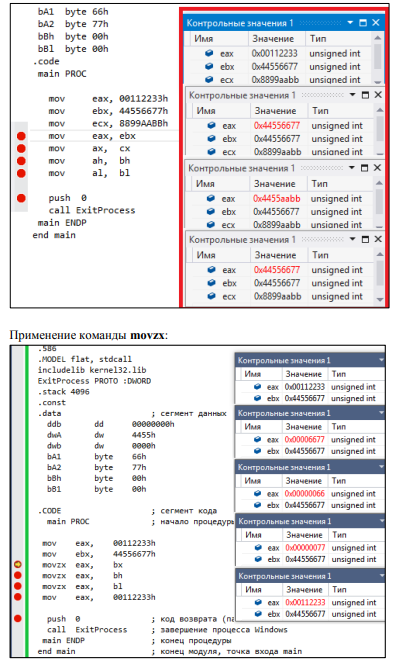 bA1 byte 66h
bA2 byte 77h
bBh byte 00h
bBl byte 00h
.code
main PROC
mov eax, 00112233h
mov ebx, 44556677h
mov ecx, 8899AABBh
mov eax, ebx
mov ax, cx
mov ah, bh
mov al, bl
push 0
call ExitProcess
main ENDP
end main
Контрольные значения 1
Имя Значение Тип
eax 0x00112233 unsigned int
ebx 0x44556677 unsigned int
ecx 0x8899aabb unsigned int
Контрольные значения 1
Имя Значение Тип
eax 0x44556677 unsigned int
ebx 0x44556677 unsigned int
ecx 0x8899aabb unsigned int
Контрольные значения 1
Имя Значение Тип
eax 0x4455aabb unsigned int
ebx 0x44556677 unsigned int
ecx 0x8899aabb unsigned int
Контрольные значения 1
Имя Значение Тип
eax 0x44556677 unsigned int
ebx 0x44556677 unsigned int
ecx 0x8899aabb unsigned int
Применение команды movzx:
.586
.MODEL flat, stdcall
includelib kernel32.lib
ExitProcess PROTO :DWORD
.stack 4096
.const
.data ; сегмент данных
ddb dd 00000000h
dwA dw 4455h
dwb dw 0000h
bA1 byte 66h
bA2 byte 77h
bBh byte 00h
bB1 byte 00h
.CODE ; сегмент кода
main PROC ; начало процедуры
mov eax, 00112233h
mov ebx, 44556677h
movzx eax, bx
movzx eax, bh
movzx eax, bl
mov eax, 00112233h
push 0 ; код возврата (па
call ExitProcess ; завершение процесса Windows
main ENDP ; конец процедуры
end main ; конец модуля, точка входа main
Контрольные значения 1
Имя Значение Тип
eax 0x00112233 unsigned int
ebx 0x44556677 unsigned int
Контрольные значения 1
Имя Значение Тип
eax 0x00006677 unsigned int
ebx 0x44556677 unsigned int
Контрольные значения 1
Имя Значение Тип
eax 0x00000066 unsigned int
ebx 0x44556677 unsigned int
Контрольные значения 1
Имя Значение Тип
eax 0x00000077 unsigned int
ebx 0x44556677 unsigned int
Контрольные значения 1
Имя Значение Тип
eax 0x00112233 unsigned int
ebx 0x44556677 unsigned int